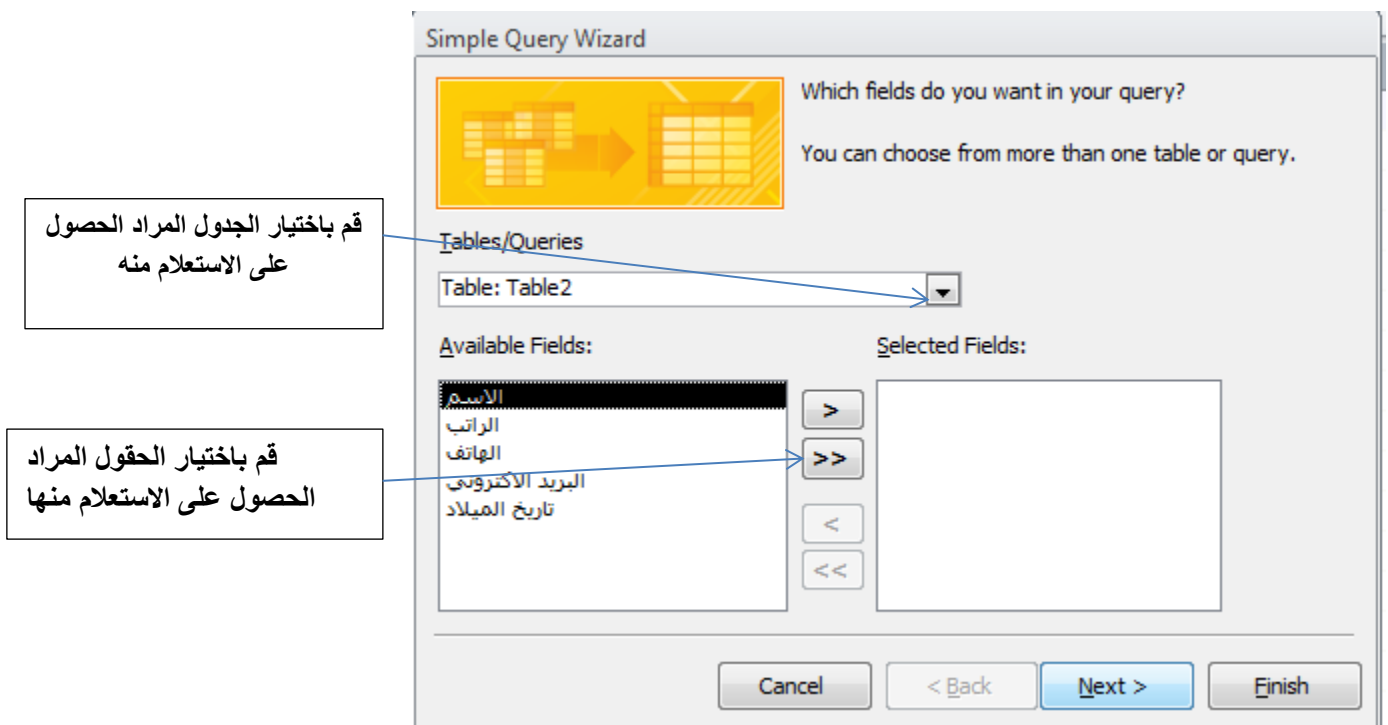 Simple Query Wizard
Which fields do you want in your query?
You can choose from more than one table or query.
قم باختيار الجدول المراد الحصول
على الاستعلام منه
Tables/Queries
Table: Table2
Available Fields:
Selected Fields:
الاسم
الراتب
الهاتف
البريد الاكتروني
تاريخ الميلاد
>
>>
<
<<
قم باختيار الحقول المراد
الحصول على الاستعلام منها
Cancel
< Back
Next >
Finish